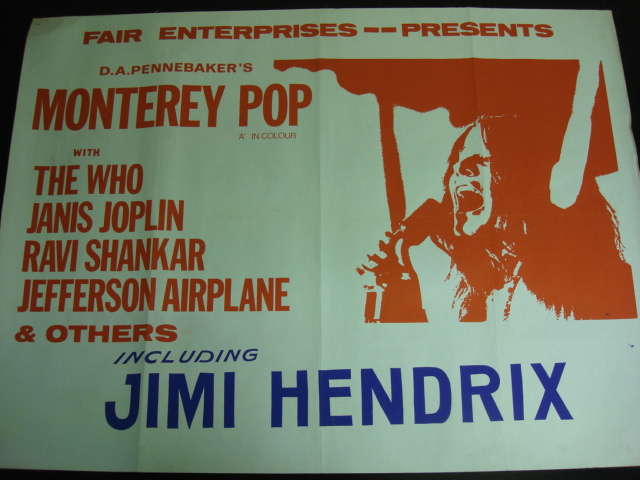 FAIR ENTERPRISES -- PRESENTS
D.A.PENNEBAKER'S
MONTEREY POP
'A' IN COLOUR
WITH
THE WHO
JANIS JOPLIN
RAVI SHANKAR
JEFFERSON AIRPLANE
& OTHERS
INCLUDING
JIMI HENDRIX